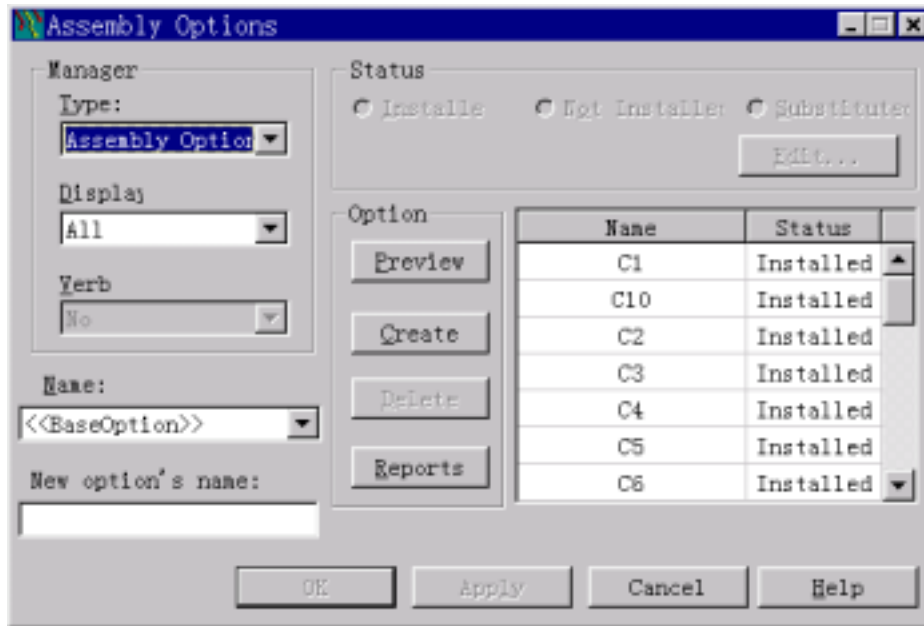 Assembly Options
Manager
Type:
Assembly Option
Display
All
Verb
No
Name:
<<BaseOption>>
New option's name:
Status
Installe
Not Installe
Substitute
Edit...
Option
Preview
Create
Delete
Reports
Name Status
C1 Installed
C10 Installed
C2 Installed
C3 Installed
C4 Installed
C5 Installed
C6 Installed
OK
Apply
Cancel
Help